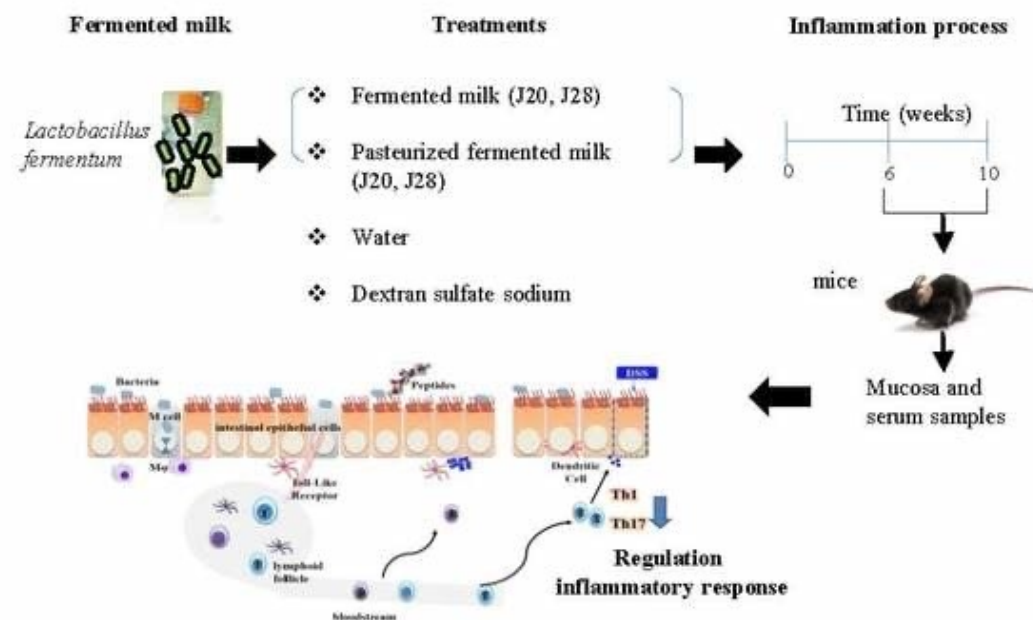 Fermented milk
Treatments
Inflammation process
Lactobacillus
fermentum
❖ Fermented milk (J20, J28)
❖ Pasteurized fermented milk
(J20, J28)
❖ Water
❖ Dextran sulfate sodium
Time (weeks)
0 6 10
mice
Mucosa and
serum samples
Bacteria
Peptides
DSS
M cell
intestinal epithelial cells
Mφ
Toll-Like
Receptor
Dendritic
Cell
Th1
Th17
lymphoid
follicle
bloodstream
Regulation
inflammatory response